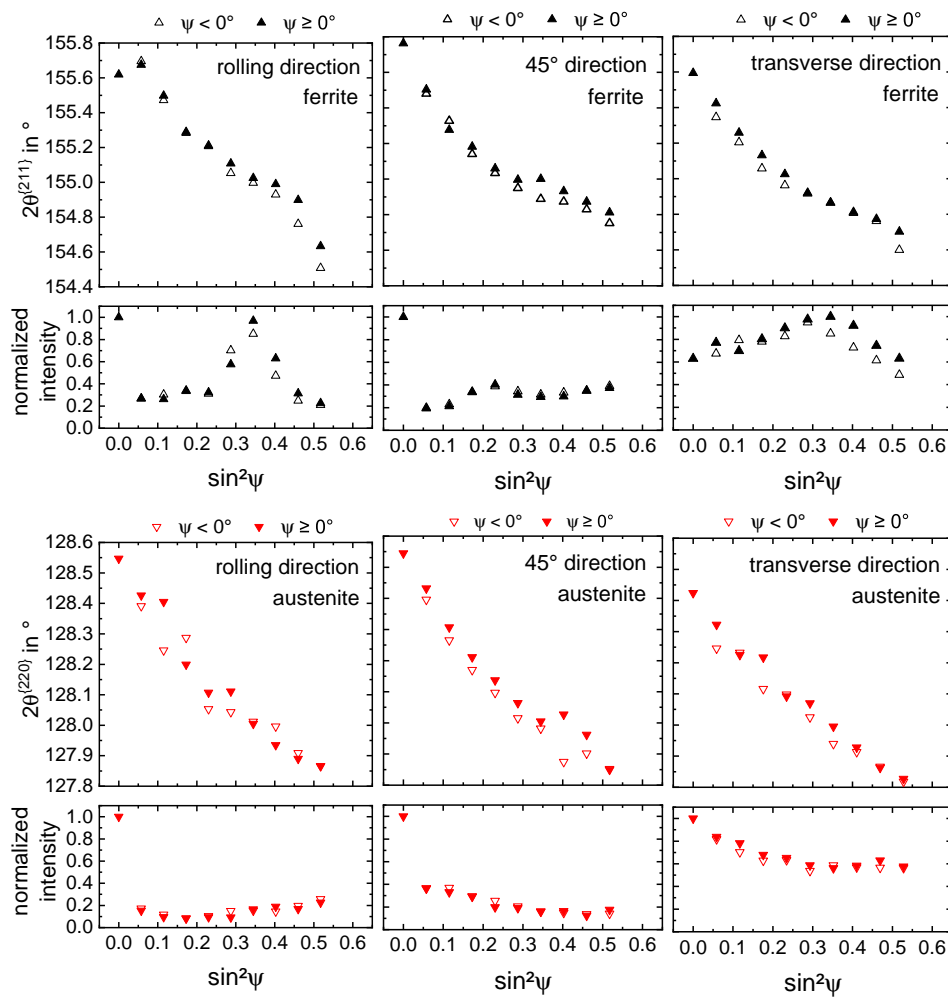 △ ψ < 0° ▲ ψ ≥ 0° △ ψ < 0° ▲ ψ ≥ 0° △ ψ < 0° ▲ ψ ≥ 0°
2θ^{211} in °
155.8
155.6
155.4
155.2
155.0
154.8
154.6
154.4
rolling direction
ferrite
45° direction
ferrite
transverse direction
ferrite
normalized
intensity
1.0
0.8
0.6
0.4
0.2
0.0
0.0 0.1 0.2 0.3 0.4 0.5 0.6 0.0 0.1 0.2 0.3 0.4 0.5 0.6 0.0 0.1 0.2 0.3 0.4 0.5 0.6
sin²ψ sin²ψ sin²ψ
▽ ψ < 0° ▼ ψ ≥ 0° ▽ ψ < 0° ▼ ψ ≥ 0° ▽ ψ < 0° ▼ ψ ≥ 0°
2θ^{220} in °
128.6
128.5
128.4
128.3
128.2
128.1
128.0
127.9
127.8
rolling direction
austenite
45° direction
austenite
transverse direction
austenite
normalized
intensity
1.0
0.8
0.6
0.4
0.2
0.0
0.0 0.1 0.2 0.3 0.4 0.5 0.6 0.0 0.1 0.2 0.3 0.4 0.5 0.6 0.0 0.1 0.2 0.3 0.4 0.5 0.6
sin²ψ sin²ψ sin²ψ